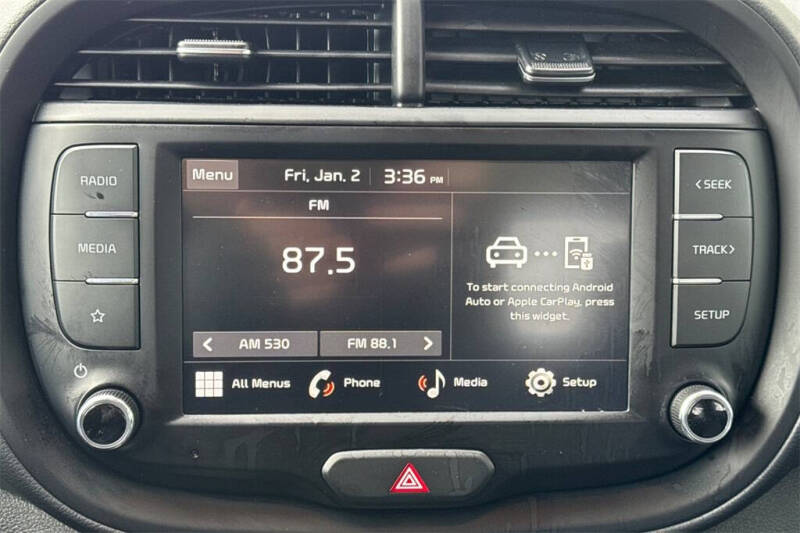 RADIO
MEDIA
Menu
Fri, Jan. 2
3:36 PM
FM
87.5
To start connecting Android
Auto or Apple CarPlay, press
this widget.
< AM 530
FM 88.1 >
All Menus
Phone
Media
Setup
< SEEK
TRACK >
SETUP